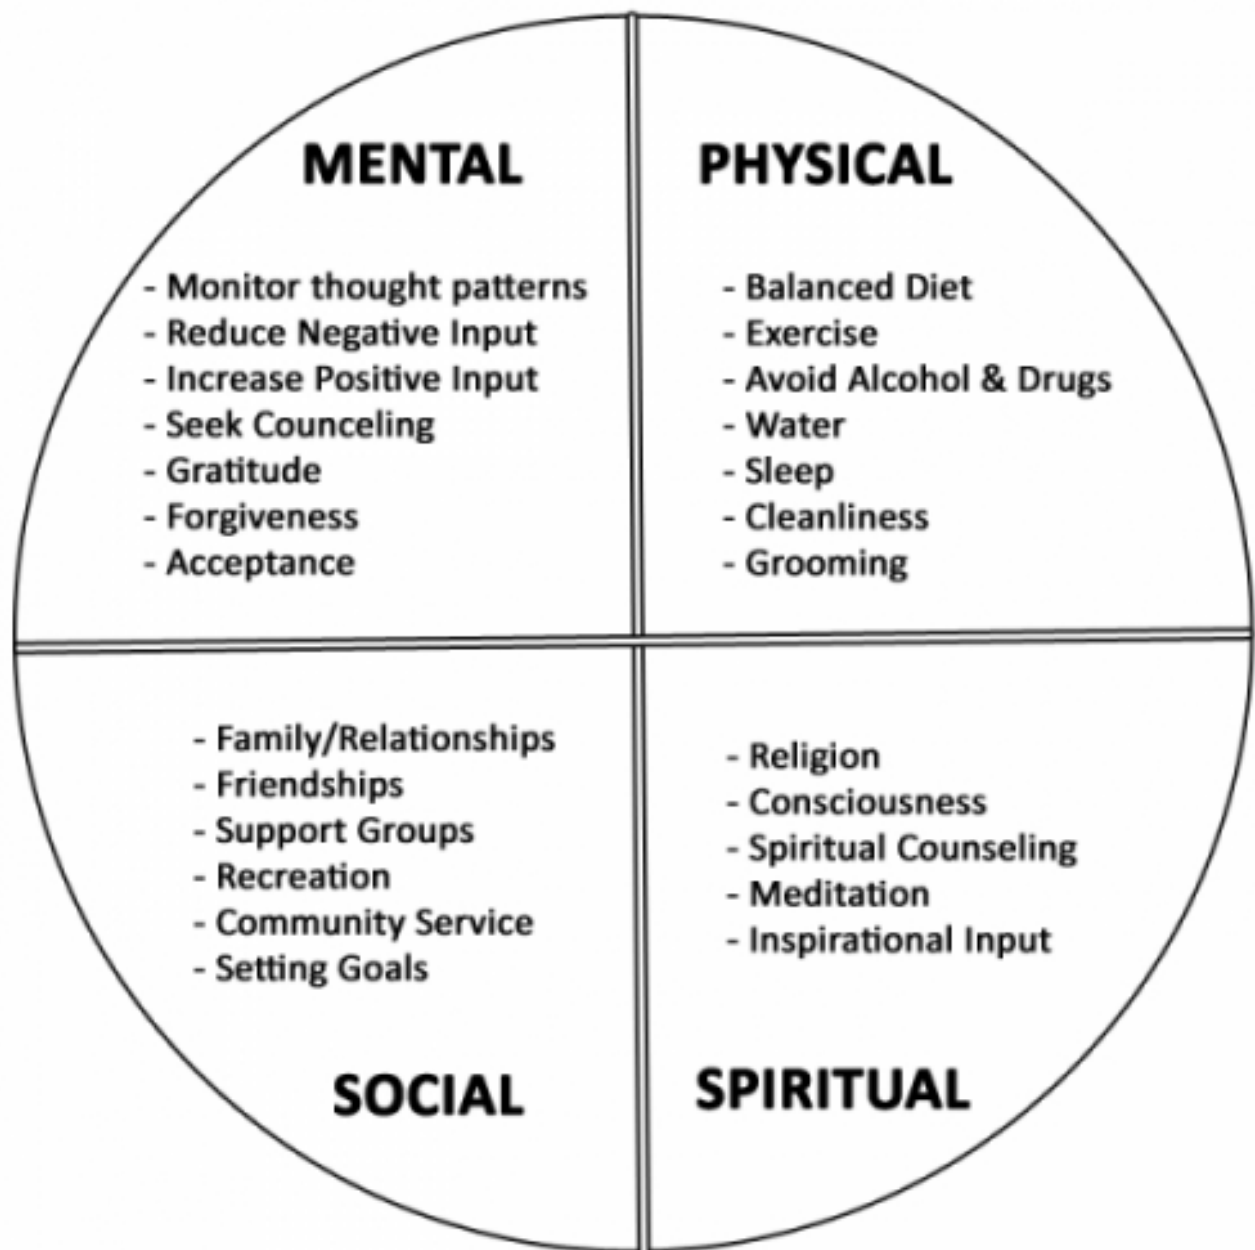 MENTAL
- Monitor thought patterns
- Reduce Negative Input
- Increase Positive Input
- Seek Counceling
- Gratitude
- Forgiveness
- Acceptance
PHYSICAL
- Balanced Diet
- Exercise
- Avoid Alcohol & Drugs
- Water
- Sleep
- Cleanliness
- Grooming
- Family/Relationships
- Friendships
- Support Groups
- Recreation
- Community Service
- Setting Goals
SOCIAL
- Religion
- Consciousness
- Spiritual Counseling
- Meditation
- Inspirational Input
SPIRITUAL